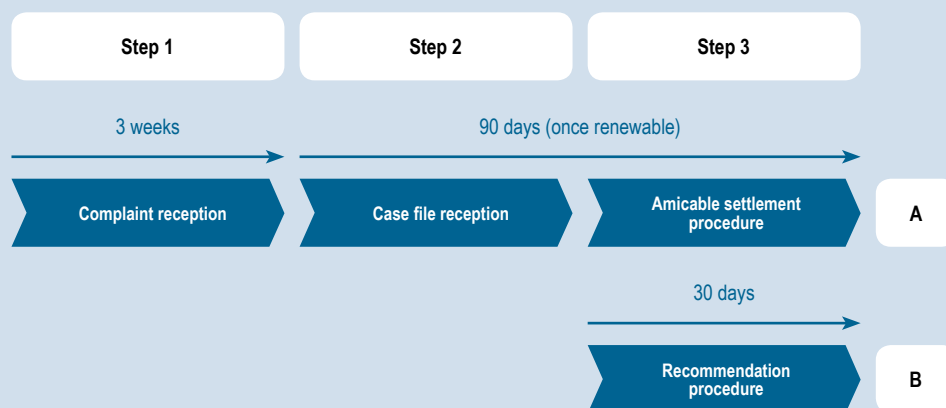 Step 1
Step 2
Step 3
3 weeks
90 days (once renewable)
Complaint reception
Case file reception
Amicable settlement
procedure
A
30 days
Recommendation
procedure
B